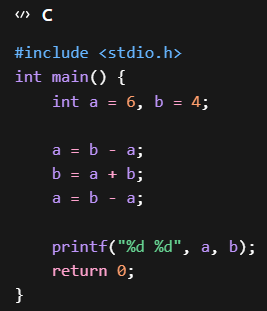 </> C
#include <stdio.h>
int main() {
    int a = 6, b = 4;

    a = b - a;
    b = a + b;
    a = b - a;

    printf("%d %d", a, b);
    return 0;
}